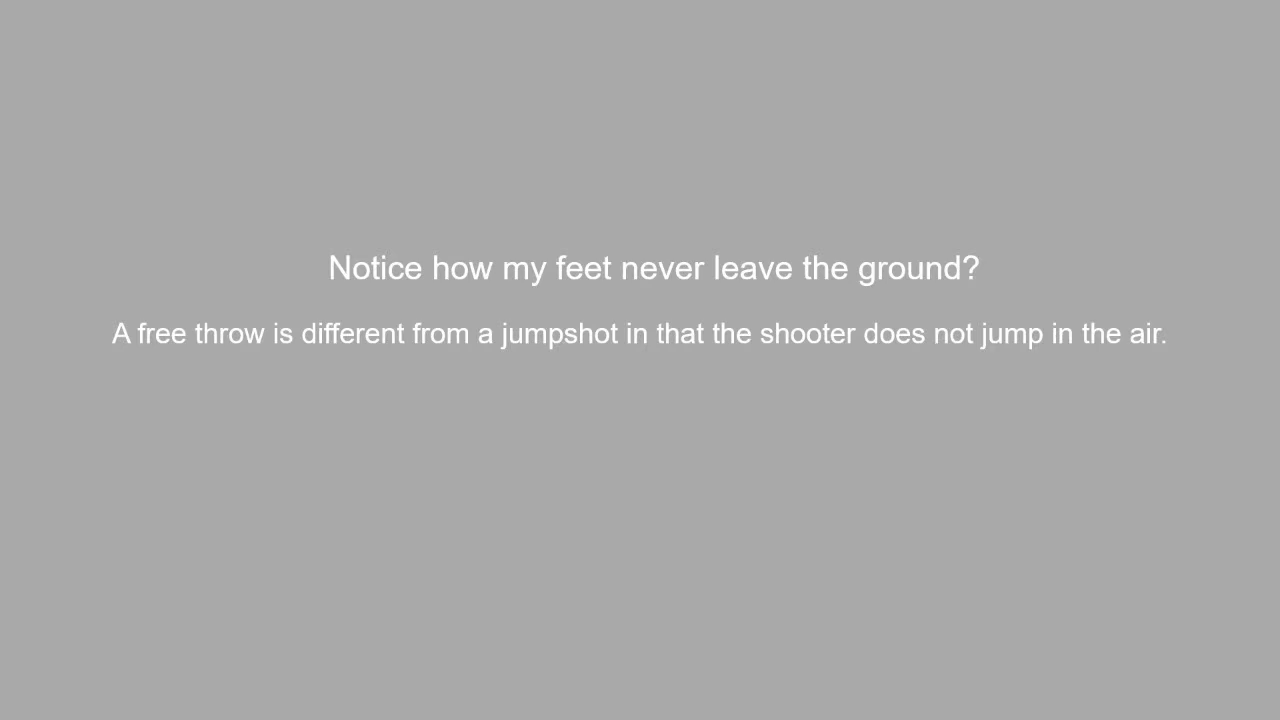 Notice how my feet never leave the ground?
A free throw is different from a jumpshot in that the shooter does not jump in the air.